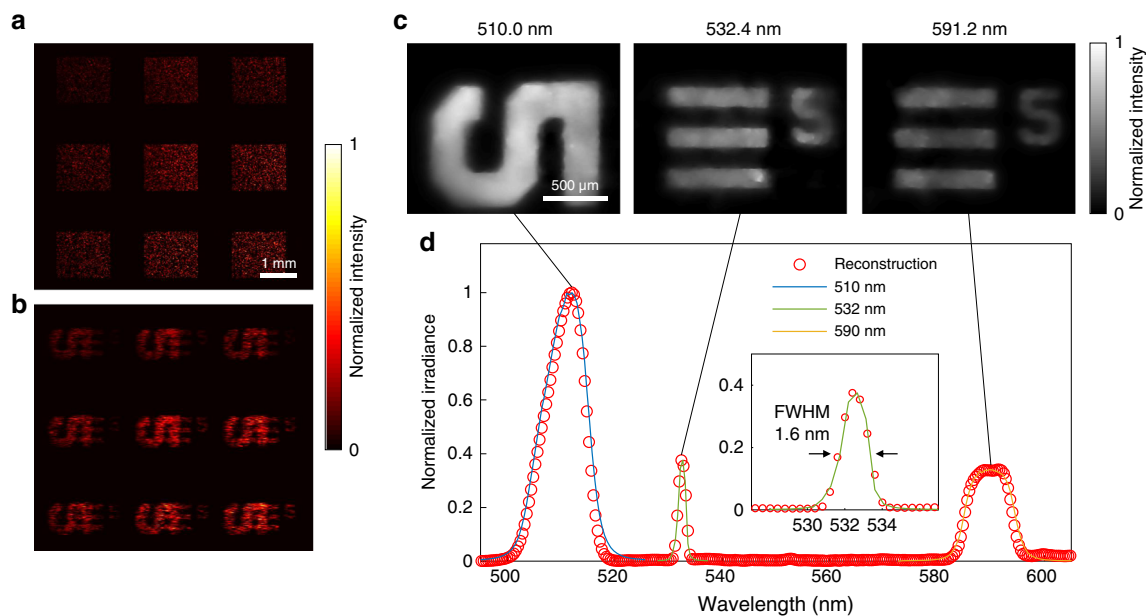 a
1 mm
b
1
Normalized intensity
0
c
510.0 nm
532.4 nm
591.2 nm
500 µm
5
5
1
Normalized intensity
0
d
Reconstruction
510 nm
532 nm
590 nm
Normalized irradiance
1
0.8
0.6
0.4
0.2
0
500
520
540
560
580
600
Wavelength (nm)
0.4
0.2
0
FWHM
1.6 nm
530
532
534